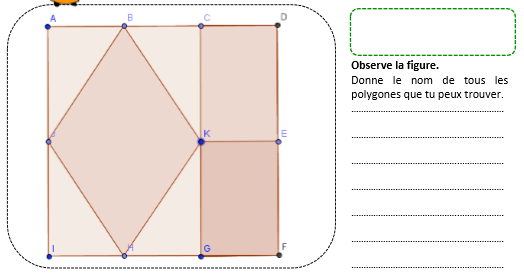 A B C D
J K E
I H G F
Observe la figure.
Donne le nom de tous les
polygones que tu peux trouver.